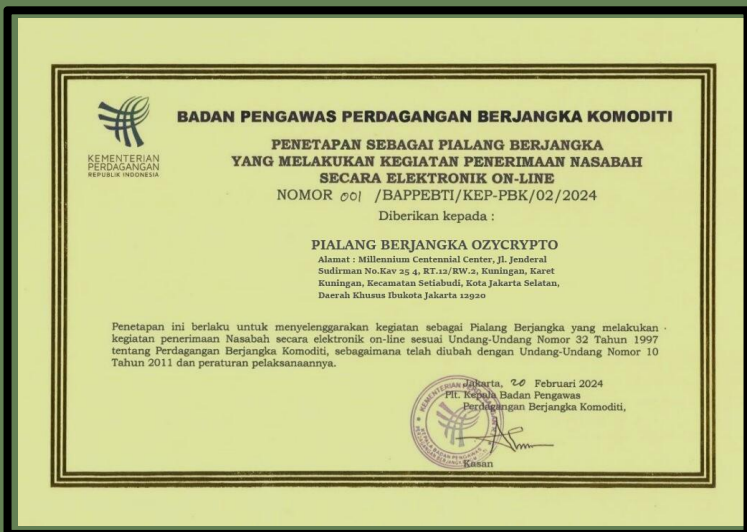 KEMENTERIAN
PERDAGANGAN
REPUBLIK INDONESIA
BADAN PENGAWAS PERDAGANGAN BERJANGKA KOMODITI
PENETAPAN SEBAGAI PIALANG BERJANGKA
YANG MELAKUKAN KEGIATAN PENERIMAAN NASABAH
SECARA ELEKTRONIK ON-LINE
NOMOR 001 /BAPPEBTI/KEP-PBK/02/2024
Diberikan kepada :
PIALANG BERJANGKA OZYCRYPTO
Alamat : Millennium Centennial Center, Jl. Jenderal
Sudirman No.Kav 25 4, RT.12/RW.2, Kuningan, Karet
Kuningan, Kecamatan Setiabudi, Kota Jakarta Selatan,
Daerah Khusus Ibukota Jakarta 12920
Penetapan ini berlaku untuk menyelenggarakan kegiatan sebagai Pialang Berjangka yang melakukan
kegiatan penerimaan Nasabah secara elektronik on-line sesuai Undang-Undang Nomor 32 Tahun 1997
tentang Perdagangan Berjangka Komoditi, sebagaimana telah diubah dengan Undang-Undang Nomor 10
Tahun 2011 dan peraturan pelaksanaannya.
Jakarta, 20 Februari 2024
Plt. Kepala Badan Pengawas
Perdagangan Berjangka Komoditi,
Kasan